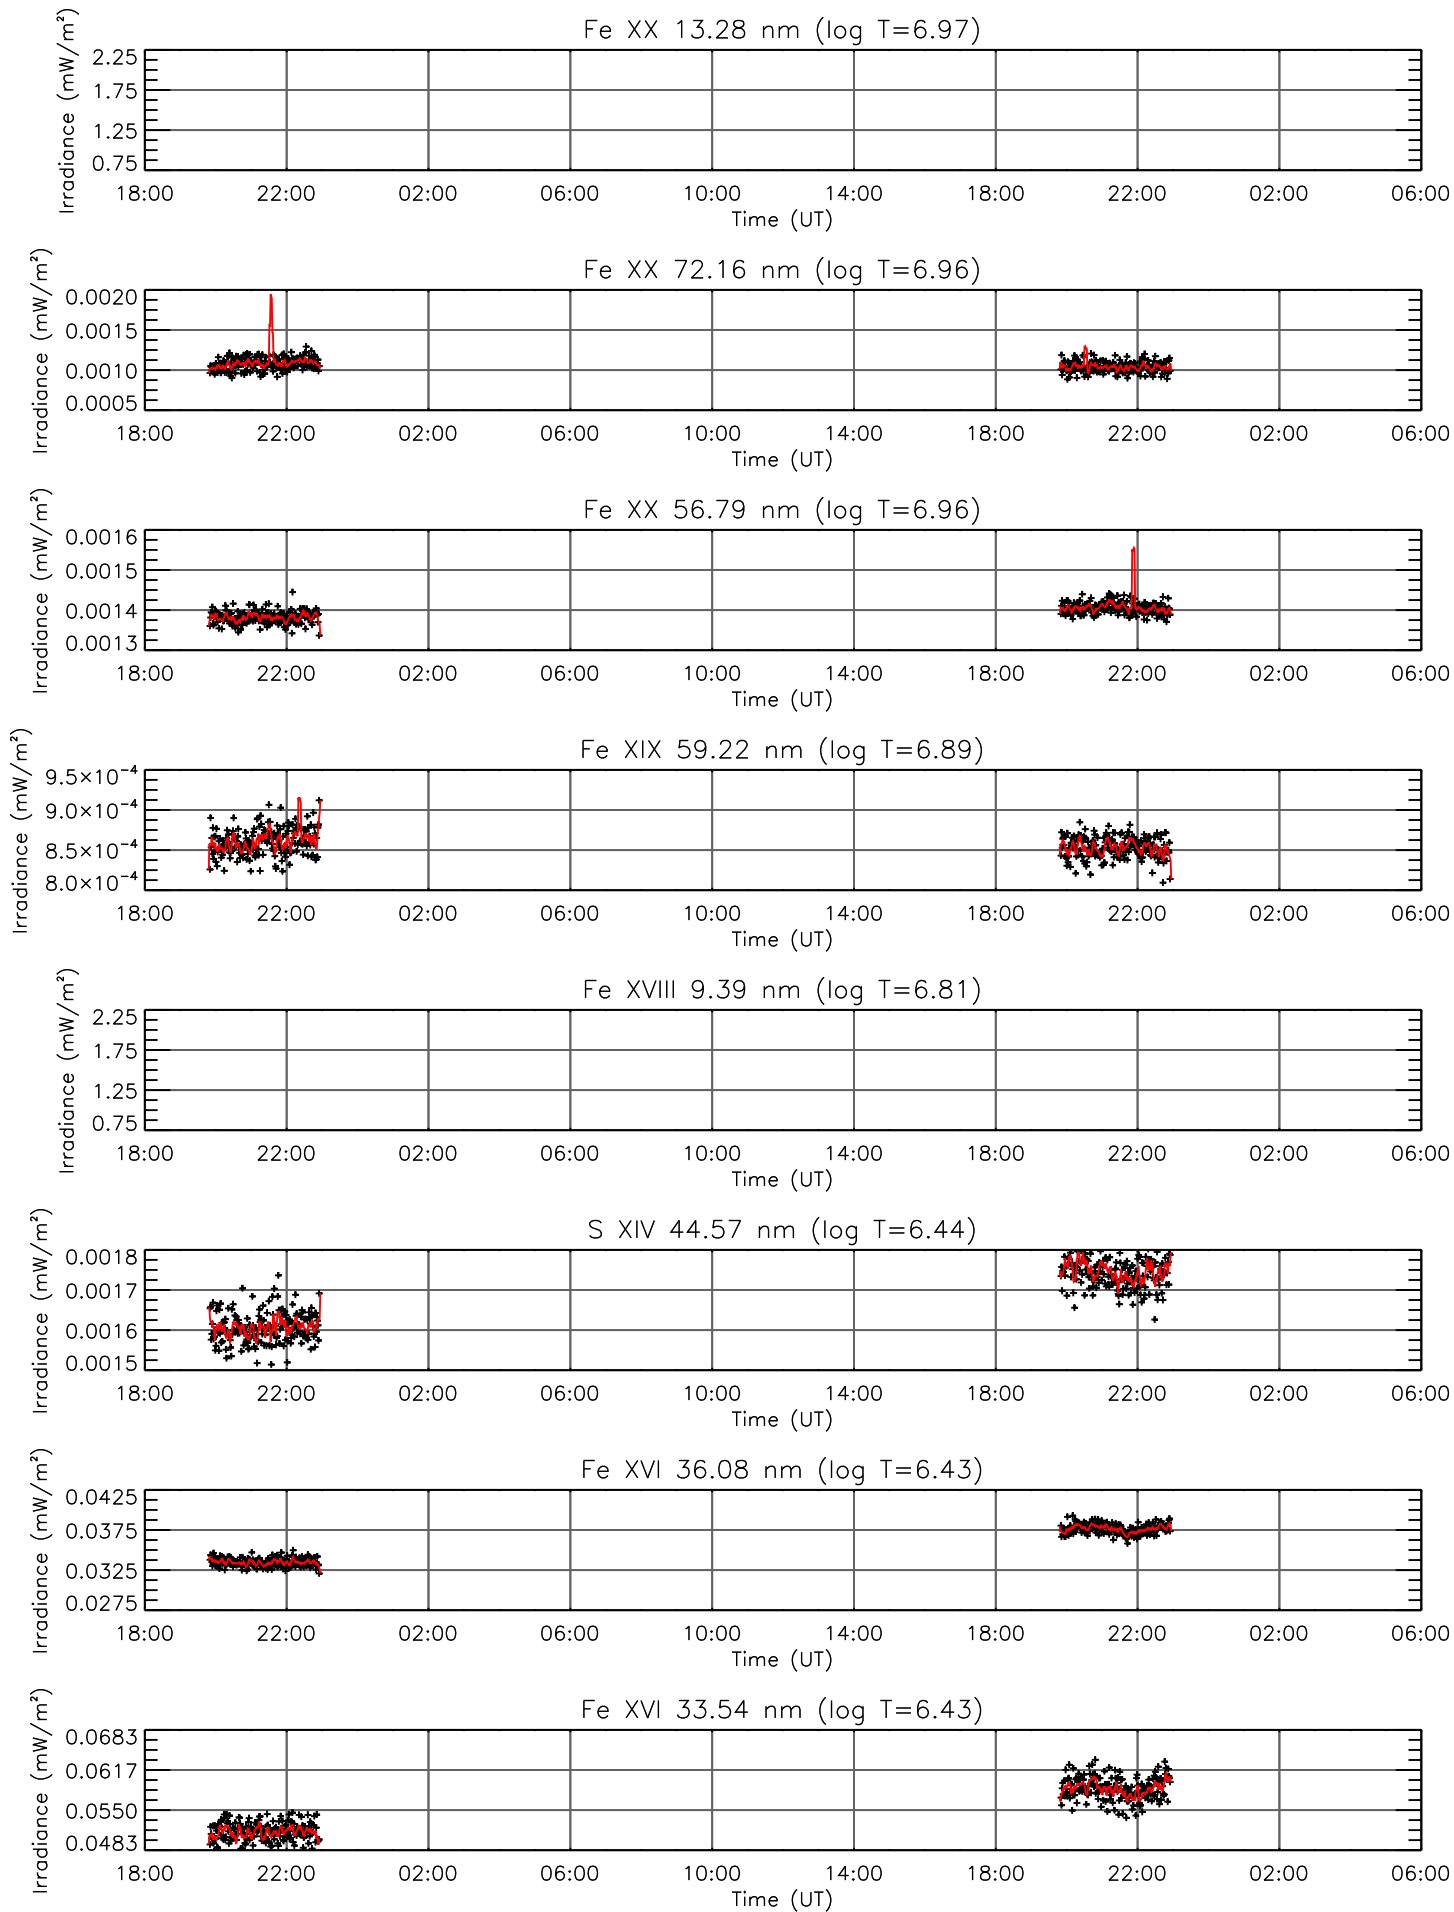 Fe XX 13.28 nm (log T=6.97)
Irradiance (mW/m²)
2.25
1.75
1.25
0.75
18:00 22:00 02:00 06:00 10:00 14:00 18:00 22:00 02:00 06:00
Time (UT)
Fe XX 72.16 nm (log T=6.96)
Irradiance (mW/m²)
0.0020
0.0015
0.0010
0.0005
18:00 22:00 02:00 06:00 10:00 14:00 18:00 22:00 02:00 06:00
Time (UT)
Fe XX 56.79 nm (log T=6.96)
Irradiance (mW/m²)
0.0016
0.0015
0.0014
0.0013
18:00 22:00 02:00 06:00 10:00 14:00 18:00 22:00 02:00 06:00
Time (UT)
Fe XIX 59.22 nm (log T=6.89)
Irradiance (mW/m²)
9.5×10⁻⁴
9.0×10⁻⁴
8.5×10⁻⁴
8.0×10⁻⁴
18:00 22:00 02:00 06:00 10:00 14:00 18:00 22:00 02:00 06:00
Time (UT)
Fe XVIII 9.39 nm (log T=6.81)
Irradiance (mW/m²)
2.25
1.75
1.25
0.75
18:00 22:00 02:00 06:00 10:00 14:00 18:00 22:00 02:00 06:00
Time (UT)
S XIV 44.57 nm (log T=6.44)
Irradiance (mW/m²)
0.0018
0.0017
0.0016
0.0015
18:00 22:00 02:00 06:00 10:00 14:00 18:00 22:00 02:00 06:00
Time (UT)
Fe XVI 36.08 nm (log T=6.43)
Irradiance (mW/m²)
0.0425
0.0375
0.0325
0.0275
18:00 22:00 02:00 06:00 10:00 14:00 18:00 22:00 02:00 06:00
Time (UT)
Fe XVI 33.54 nm (log T=6.43)
Irradiance (mW/m²)
0.0683
0.0617
0.0550
0.0483
18:00 22:00 02:00 06:00 10:00 14:00 18:00 22:00 02:00 06:00
Time (UT)